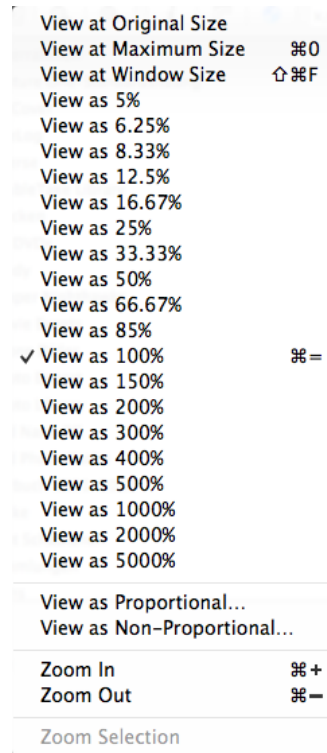 View at Original Size
View at Maximum Size ⌘0
View at Window Size ⇧⌘F
View as 5%
View as 6.25%
View as 8.33%
View as 12.5%
View as 16.67%
View as 25%
View as 33.33%
View as 50%
View as 66.67%
View as 85%
✓ View as 100% ⌘=
View as 150%
View as 200%
View as 300%
View as 400%
View as 500%
View as 1000%
View as 2000%
View as 5000%
View as Proportional...
View as Non-Proportional...
Zoom In ⌘+
Zoom Out ⌘−
Zoom Selection